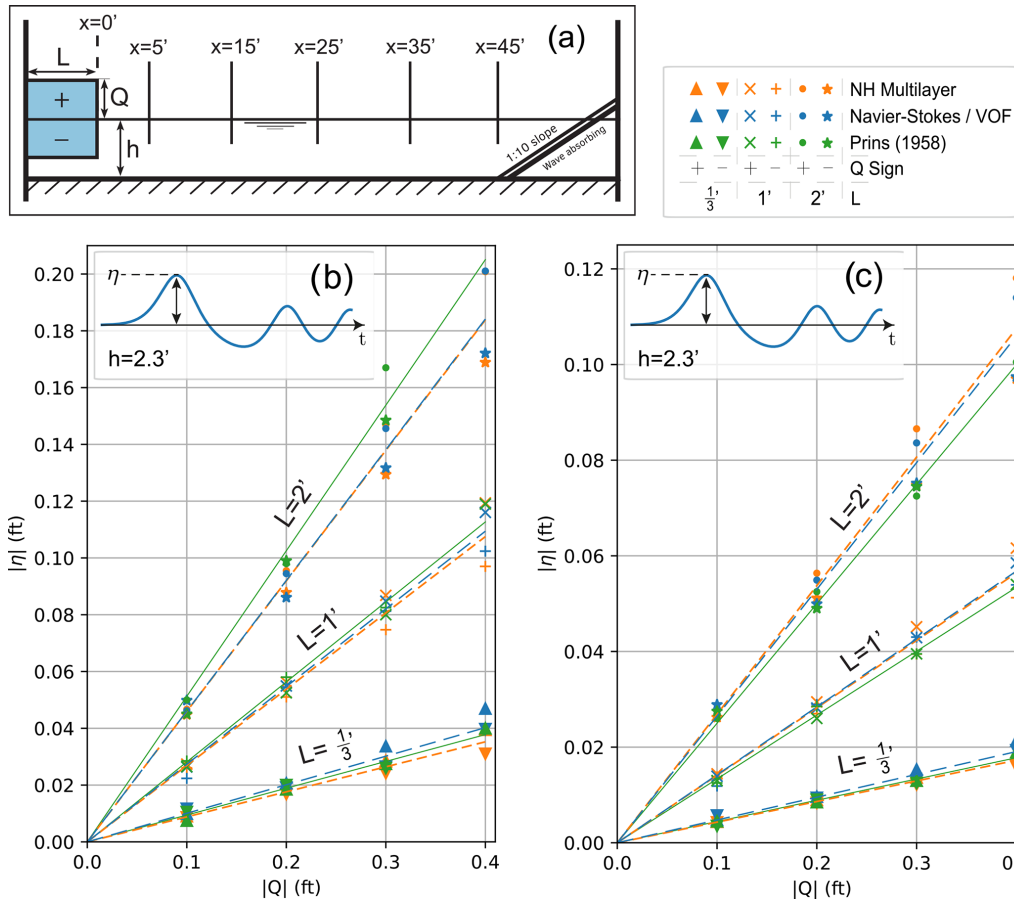 x=0'
(a)
L
x=5'
x=15'
x=25'
x=35'
x=45'
+
Q
−
h
1:10 slope
Wave absorbing
NH Multilayer
Navier-Stokes / VOF
Prins (1958)
+ − + − + − Q Sign
1/3' 1' 2' L
(b)
η
t
h=2.3'
0.20
0.18
0.16
0.14
0.12
0.10
0.08
0.06
0.04
0.02
0.00
|η| (ft)
L=2'
L=1'
L= 1/3'
0.0 0.1 0.2 0.3 0.4
|Q| (ft)
(c)
η
t
h=2.3'
0.12
0.10
0.08
0.06
0.04
0.02
0.00
|η| (ft)
L=2'
L=1'
L= 1/3'
0.0 0.1 0.2 0.3
|Q| (ft)